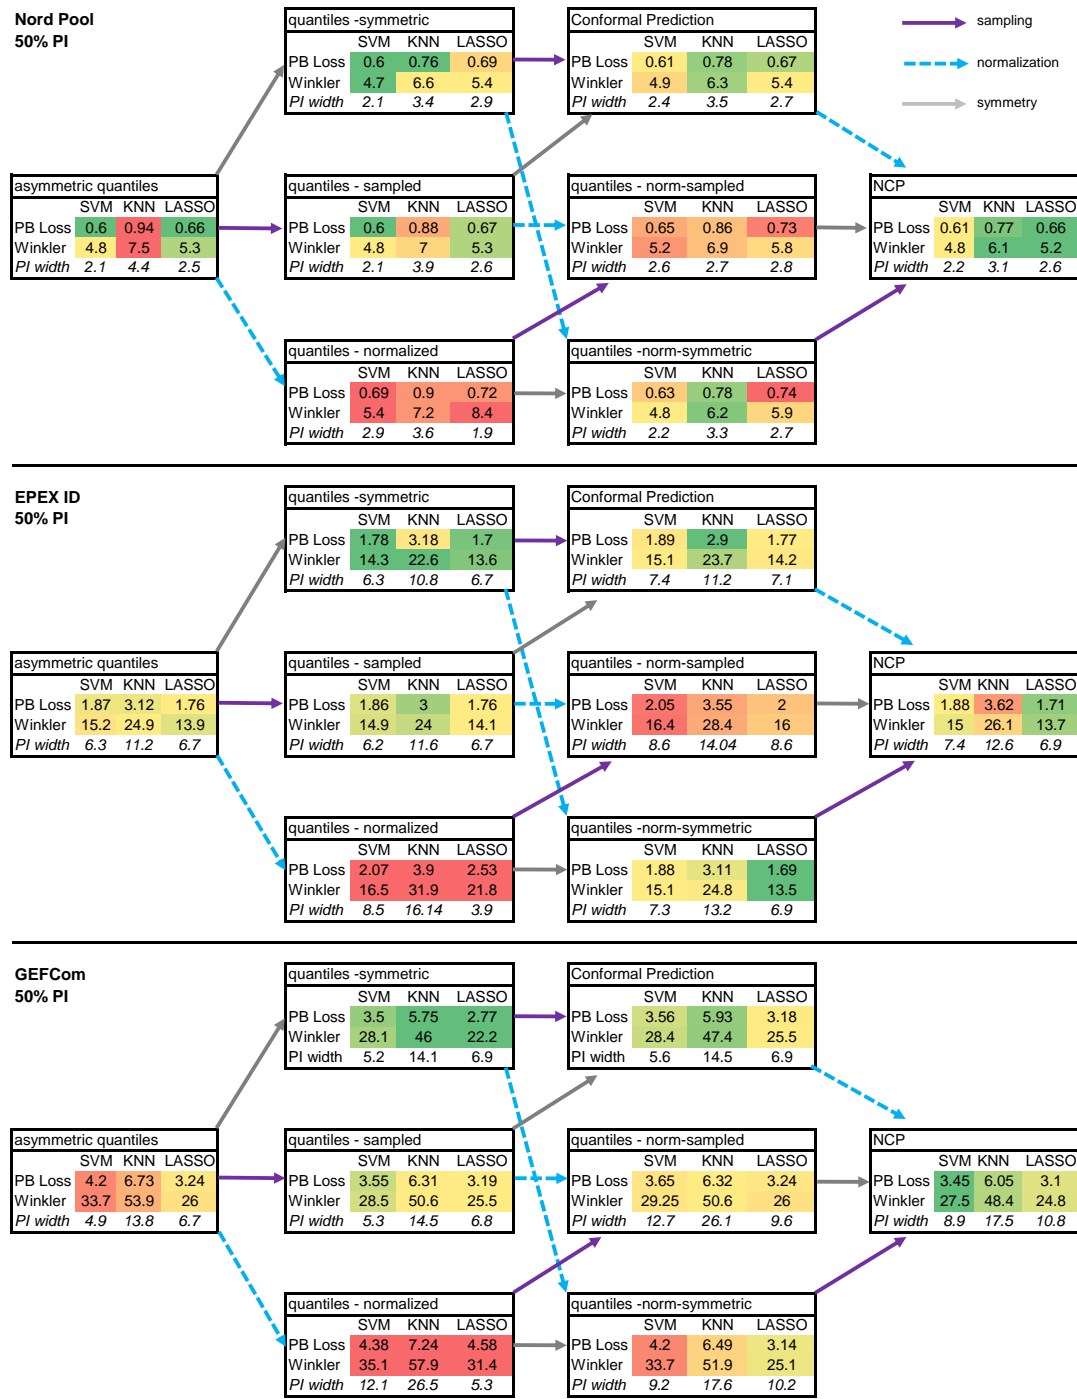 Nord Pool
50% PI
sampling
normalization
symmetry
quantiles -symmetric
SVM KNN LASSO
PB Loss 0.6 0.76 0.69
Winkler 4.7 6.6 5.4
PI width 2.1 3.4 2.9
Conformal Prediction
SVM KNN LASSO
PB Loss 0.61 0.78 0.67
Winkler 4.9 6.3 5.4
PI width 2.4 3.5 2.7
asymmetric quantiles
SVM KNN LASSO
PB Loss 0.6 0.94 0.66
Winkler 4.8 7.5 5.3
PI width 2.1 4.4 2.5
quantiles - sampled
SVM KNN LASSO
PB Loss 0.6 0.88 0.67
Winkler 4.8 7 5.3
PI width 2.1 3.9 2.6
quantiles - norm-sampled
SVM KNN LASSO
PB Loss 0.65 0.86 0.73
Winkler 5.2 6.9 5.8
PI width 2.6 2.7 2.8
NCP
SVM KNN LASSO
PB Loss 0.61 0.77 0.66
Winkler 4.8 6.1 5.2
PI width 2.2 3.1 2.6
quantiles - normalized
SVM KNN LASSO
PB Loss 0.69 0.9 0.72
Winkler 5.4 7.2 8.4
PI width 2.9 3.6 1.9
quantiles -norm-symmetric
SVM KNN LASSO
PB Loss 0.63 0.78 0.74
Winkler 4.8 6.2 5.9
PI width 2.2 3.3 2.7
EPEX ID
50% PI
quantiles -symmetric
SVM KNN LASSO
PB Loss 1.78 3.18 1.7
Winkler 14.3 22.6 13.6
PI width 6.3 10.8 6.7
Conformal Prediction
SVM KNN LASSO
PB Loss 1.89 2.9 1.77
Winkler 15.1 23.7 14.2
PI width 7.4 11.2 7.1
asymmetric quantiles
SVM KNN LASSO
PB Loss 1.87 3.12 1.76
Winkler 15.2 24.9 13.9
PI width 6.3 11.2 6.7
quantiles - sampled
SVM KNN LASSO
PB Loss 1.86 3 1.76
Winkler 14.9 24 14.1
PI width 6.2 11.6 6.7
quantiles - norm-sampled
SVM KNN LASSO
PB Loss 2.05 3.55 2
Winkler 16.4 28.4 16
PI width 8.6 14.04 8.6
NCP
SVM KNN LASSO
PB Loss 1.88 3.62 1.71
Winkler 15 26.1 13.7
PI width 7.4 12.6 6.9
quantiles - normalized
SVM KNN LASSO
PB Loss 2.07 3.9 2.53
Winkler 16.5 31.9 21.8
PI width 8.5 16.14 3.9
quantiles -norm-symmetric
SVM KNN LASSO
PB Loss 1.88 3.11 1.69
Winkler 15.1 24.8 13.5
PI width 7.3 13.2 6.9
GEFCom
50% PI
quantiles -symmetric
SVM KNN LASSO
PB Loss 3.5 5.75 2.77
Winkler 28.1 46 22.2
PI width 5.2 14.1 6.9
Conformal Prediction
SVM KNN LASSO
PB Loss 3.56 5.93 3.18
Winkler 28.4 47.4 25.5
PI width 5.6 14.5 6.9
asymmetric quantiles
SVM KNN LASSO
PB Loss 4.2 6.73 3.24
Winkler 33.7 53.9 26
PI width 4.9 13.8 6.7
quantiles - sampled
SVM KNN LASSO
PB Loss 3.55 6.31 3.19
Winkler 28.5 50.6 25.5
PI width 5.3 14.5 6.8
quantiles - norm-sampled
SVM KNN LASSO
PB Loss 3.65 6.32 3.24
Winkler 29.25 50.6 26
PI width 12.7 26.1 9.6
NCP
SVM KNN LASSO
PB Loss 3.45 6.05 3.1
Winkler 27.5 48.4 24.8
PI width 8.9 17.5 10.8
quantiles - normalized
SVM KNN LASSO
PB Loss 4.38 7.24 4.58
Winkler 35.1 57.9 31.4
PI width 12.1 26.5 5.3
quantiles -norm-symmetric
SVM KNN LASSO
PB Loss 4.2 6.49 3.14
Winkler 33.7 51.9 25.1
PI width 9.2 17.6 10.2